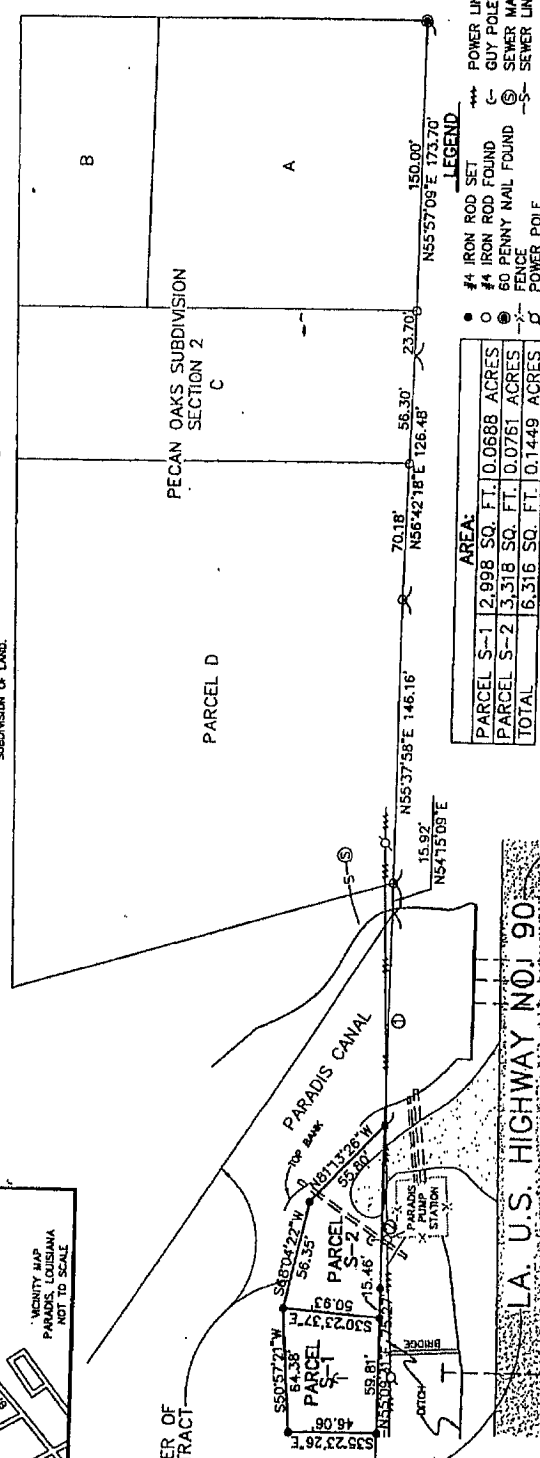 SUBDIVISION OF LAND.
VICINITY MAP
PARADIS, LOUISIANA
NOT TO SCALE
B
A
PECAN OAKS SUBDIVISION
SECTION 2
C
PARCEL D
150.00'
N55°57'09"E 173.70'
23.70'
56.30'
N56°42'18"E 126.48'
70.18'
N55°37'58"E 146.16'
15.92'
N54°15'09"E
S
S
PARADIS CANAL
TOP BANK
N81°13'26"W
55.80'
S68°04'22"W
56.35'
PARCEL
S-2
15.46'
50.93'
S30°23'37"E
S50°57'21"W
64.38'
PARCEL
S-1
59.81'
46.06'
S35°23'26"E
PARADIS
PUMP
STATION
BRIDGE
DITCH
LA. U.S. HIGHWAY NO. 90
LEGEND
#4 IRON ROD SET
#4 IRON ROD FOUND
60 PENNY NAIL FOUND
FENCE
POWER POLE
POWER LIN
GUY POLE
SEWER MA
SEWER LIN
AREA:
PARCEL S-1 2,998 SQ. FT. 0.0688 ACRES
PARCEL S-2 3,318 SQ. FT. 0.0761 ACRES
TOTAL 6,316 SQ. FT. 0.1449 ACRES